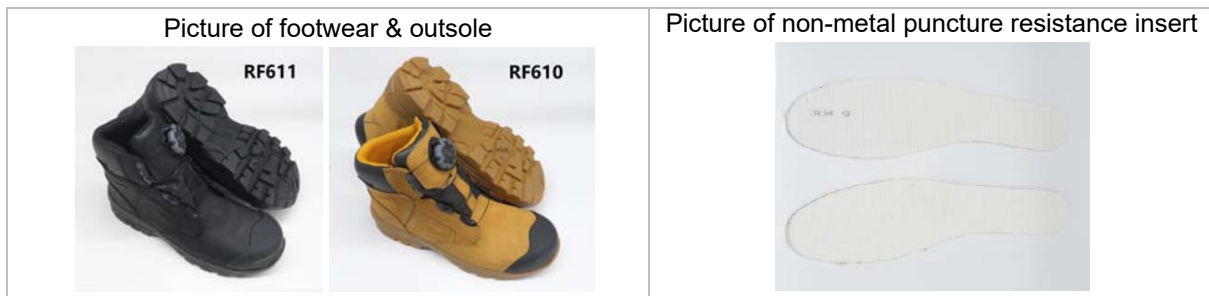 Picture of footwear & outsole
Picture of non-metal puncture resistance insert
RF611
RF610